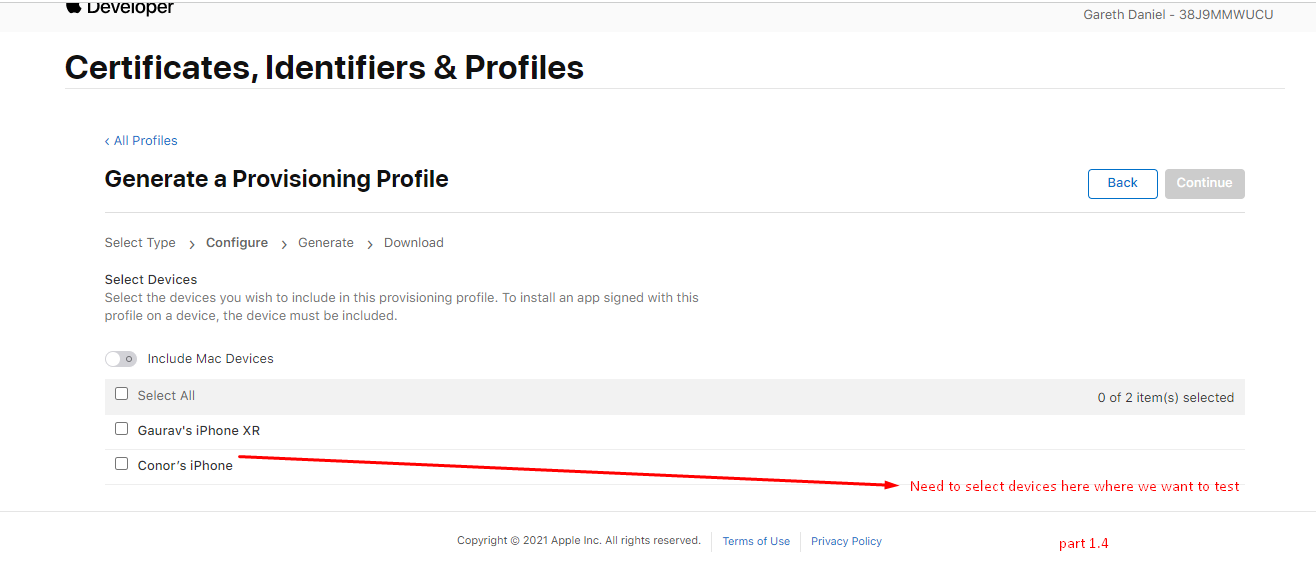 Developer
Gareth Daniel - 38J9MMWUCU
Certificates, Identifiers & Profiles
‹ All Profiles
Generate a Provisioning Profile
Back
Continue
Select Type › Configure › Generate › Download
Select Devices
Select the devices you wish to include in this provisioning profile. To install an app signed with this
profile on a device, the device must be included.
Include Mac Devices
Select All
0 of 2 item(s) selected
Gaurav's iPhone XR
Conor's iPhone
Need to select devices here where we want to test
Copyright © 2021 Apple Inc. All rights reserved.
Terms of Use
Privacy Policy
part 1.4